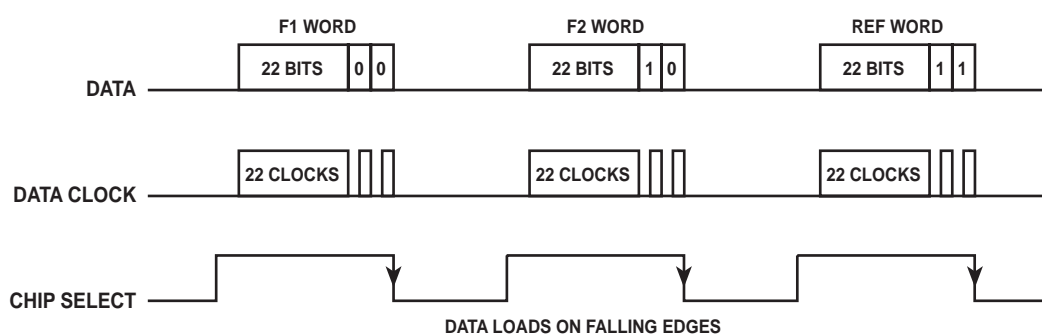 F1 WORD F2 WORD REF WORD
DATA 22 BITS 0 0 22 BITS 1 0 22 BITS 1 1
DATA CLOCK 22 CLOCKS 22 CLOCKS 22 CLOCKS
CHIP SELECT
DATA LOADS ON FALLING EDGES